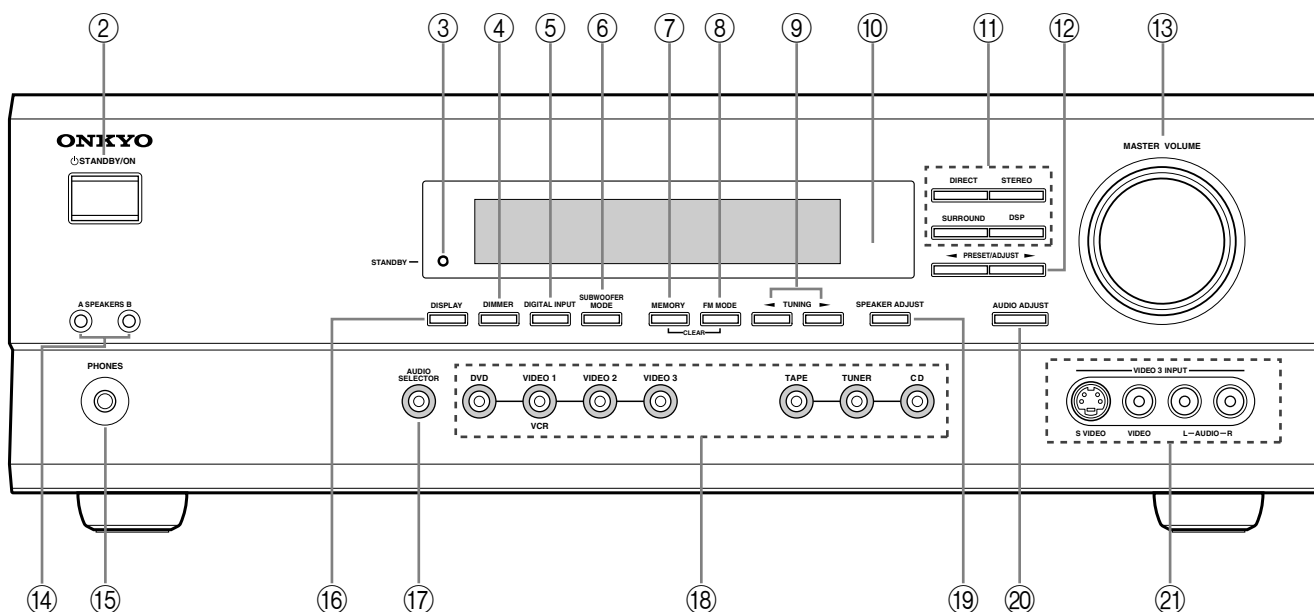 ② ③ ④ ⑤ ⑥ ⑦ ⑧ ⑨ ⑩ ⑪ ⑫ ⑬
ONKYO
⏻STANDBY/ON
MASTER VOLUME
DIRECT STEREO
SURROUND DSP
◄ PRESET/ADJUST ►
STANDBY
A SPEAKERS B
DISPLAY
DIMMER
DIGITAL INPUT
SUBWOOFER
MODE
MEMORY
FM MODE
CLEAR
◄ TUNING ►
SPEAKER ADJUST
AUDIO ADJUST
PHONES
AUDIO
SELECTOR
DVD
VIDEO 1
VCR
VIDEO 2
VIDEO 3
TAPE
TUNER
CD
VIDEO 3 INPUT
S VIDEO
VIDEO
L—AUDIO—R
⑭ ⑮ ⑯ ⑰ ⑱ ⑲ ⑳ ㉑